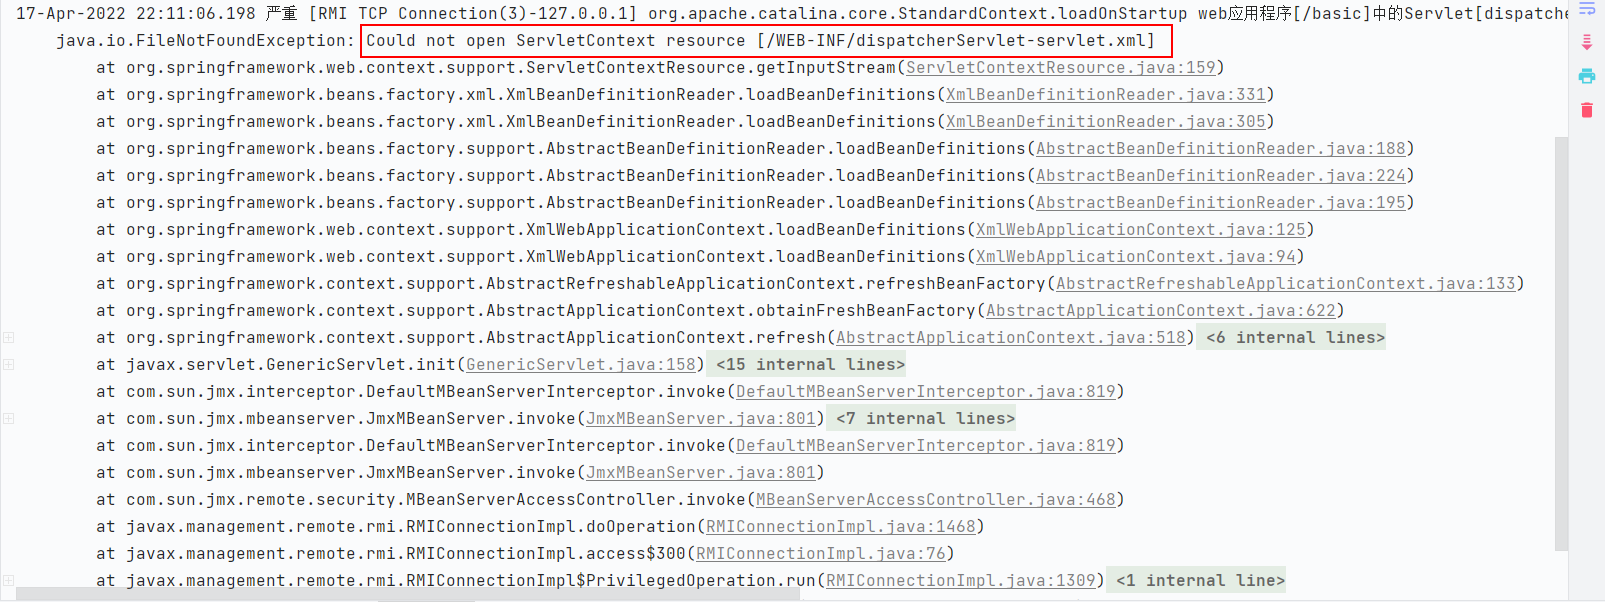 17-Apr-2022 22:11:06.198 严重 [RMI TCP Connection(3)-127.0.0.1] org.apache.catalina.core.StandardContext.loadOnStartup web应用程序[/basic]中的Servlet[dispatche
java.io.FileNotFoundException: Could not open ServletContext resource [/WEB-INF/dispatcherServlet-servlet.xml]
at org.springframework.web.context.support.ServletContextResource.getInputStream(ServletContextResource.java:159)
at org.springframework.beans.factory.xml.XmlBeanDefinitionReader.loadBeanDefinitions(XmlBeanDefinitionReader.java:331)
at org.springframework.beans.factory.xml.XmlBeanDefinitionReader.loadBeanDefinitions(XmlBeanDefinitionReader.java:305)
at org.springframework.beans.factory.support.AbstractBeanDefinitionReader.loadBeanDefinitions(AbstractBeanDefinitionReader.java:188)
at org.springframework.beans.factory.support.AbstractBeanDefinitionReader.loadBeanDefinitions(AbstractBeanDefinitionReader.java:224)
at org.springframework.beans.factory.support.AbstractBeanDefinitionReader.loadBeanDefinitions(AbstractBeanDefinitionReader.java:195)
at org.springframework.web.context.support.XmlWebApplicationContext.loadBeanDefinitions(XmlWebApplicationContext.java:125)
at org.springframework.web.context.support.XmlWebApplicationContext.loadBeanDefinitions(XmlWebApplicationContext.java:94)
at org.springframework.context.support.AbstractRefreshableApplicationContext.refreshBeanFactory(AbstractRefreshableApplicationContext.java:133)
at org.springframework.context.support.AbstractApplicationContext.obtainFreshBeanFactory(AbstractApplicationContext.java:622)
at org.springframework.context.support.AbstractApplicationContext.refresh(AbstractApplicationContext.java:518) <6 internal lines>
at javax.servlet.GenericServlet.init(GenericServlet.java:158) <15 internal lines>
at com.sun.jmx.interceptor.DefaultMBeanServerInterceptor.invoke(DefaultMBeanServerInterceptor.java:819)
at com.sun.jmx.mbeanserver.JmxMBeanServer.invoke(JmxMBeanServer.java:801) <7 internal lines>
at com.sun.jmx.interceptor.DefaultMBeanServerInterceptor.invoke(DefaultMBeanServerInterceptor.java:819)
at com.sun.jmx.mbeanserver.JmxMBeanServer.invoke(JmxMBeanServer.java:801)
at com.sun.jmx.remote.security.MBeanServerAccessController.invoke(MBeanServerAccessController.java:468)
at javax.management.remote.rmi.RMIConnectionImpl.doOperation(RMIConnectionImpl.java:1468)
at javax.management.remote.rmi.RMIConnectionImpl.access$300(RMIConnectionImpl.java:76)
at javax.management.remote.rmi.RMIConnectionImpl$PrivilegedOperation.run(RMIConnectionImpl.java:1309) <1 internal line>